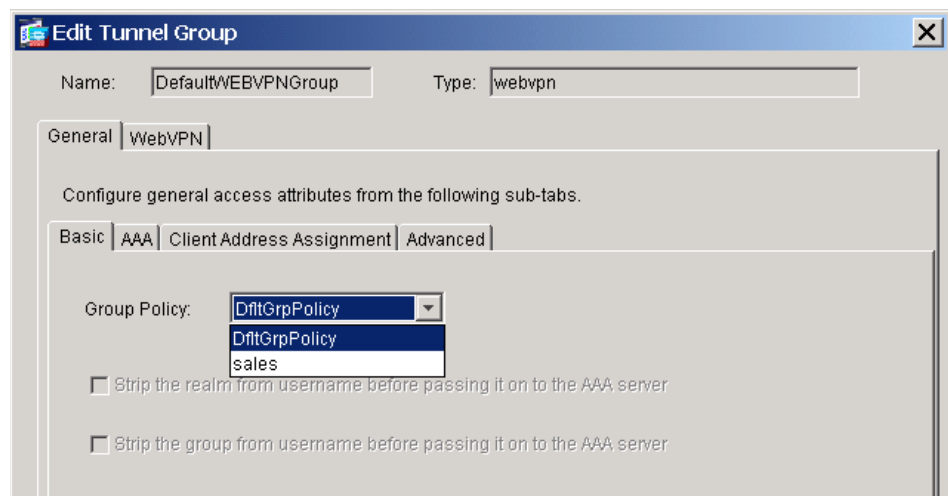 Edit Tunnel Group
Name: DefaultWEBVPNGroup Type: webvpn
General WebVPN
Configure general access attributes from the following sub-tabs.
Basic AAA Client Address Assignment Advanced
Group Policy: DfltGrpPolicy
DfltGrpPolicy
sales
Strip the realm from username before passing it on to the AAA server
Strip the group from username before passing it on to the AAA server